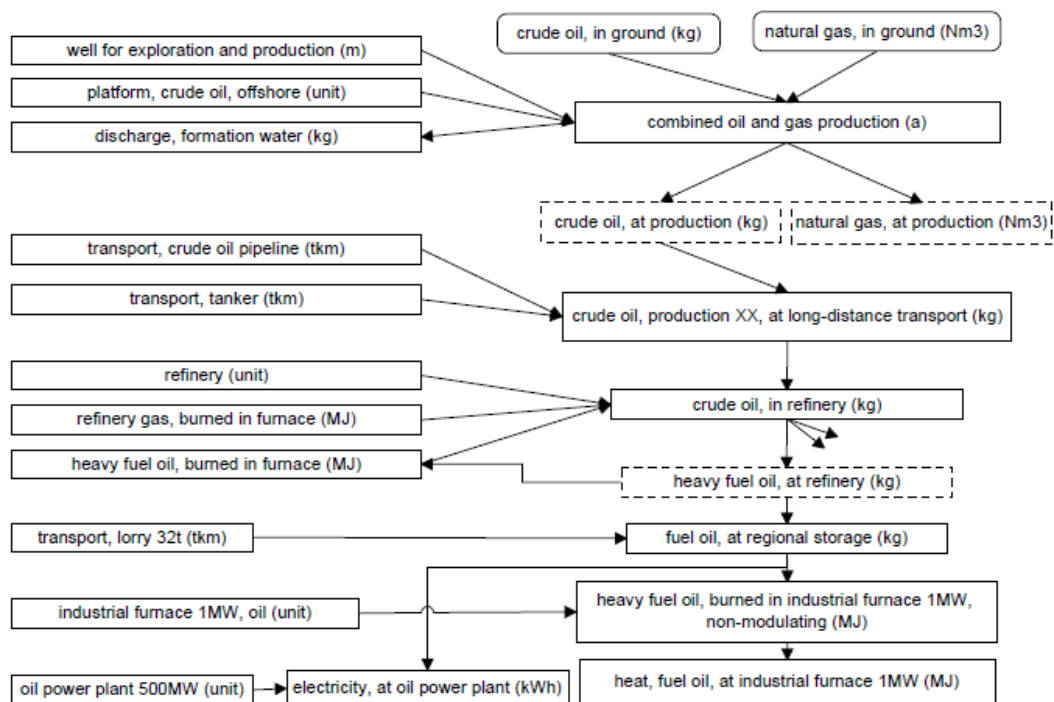 crude oil, in ground (kg)
natural gas, in ground (Nm3)
well for exploration and production (m)
platform, crude oil, offshore (unit)
discharge, formation water (kg)
combined oil and gas production (a)
crude oil, at production (kg)
natural gas, at production (Nm3)
transport, crude oil pipeline (tkm)
transport, tanker (tkm)
crude oil, production XX, at long-distance transport (kg)
refinery (unit)
refinery gas, burned in furnace (MJ)
crude oil, in refinery (kg)
heavy fuel oil, burned in furnace (MJ)
heavy fuel oil, at refinery (kg)
transport, lorry 32t (tkm)
fuel oil, at regional storage (kg)
industrial furnace 1MW, oil (unit)
heavy fuel oil, burned in industrial furnace 1MW,
non-modulating (MJ)
oil power plant 500MW (unit)
electricity, at oil power plant (kWh)
heat, fuel oil, at industrial furnace 1MW (MJ)